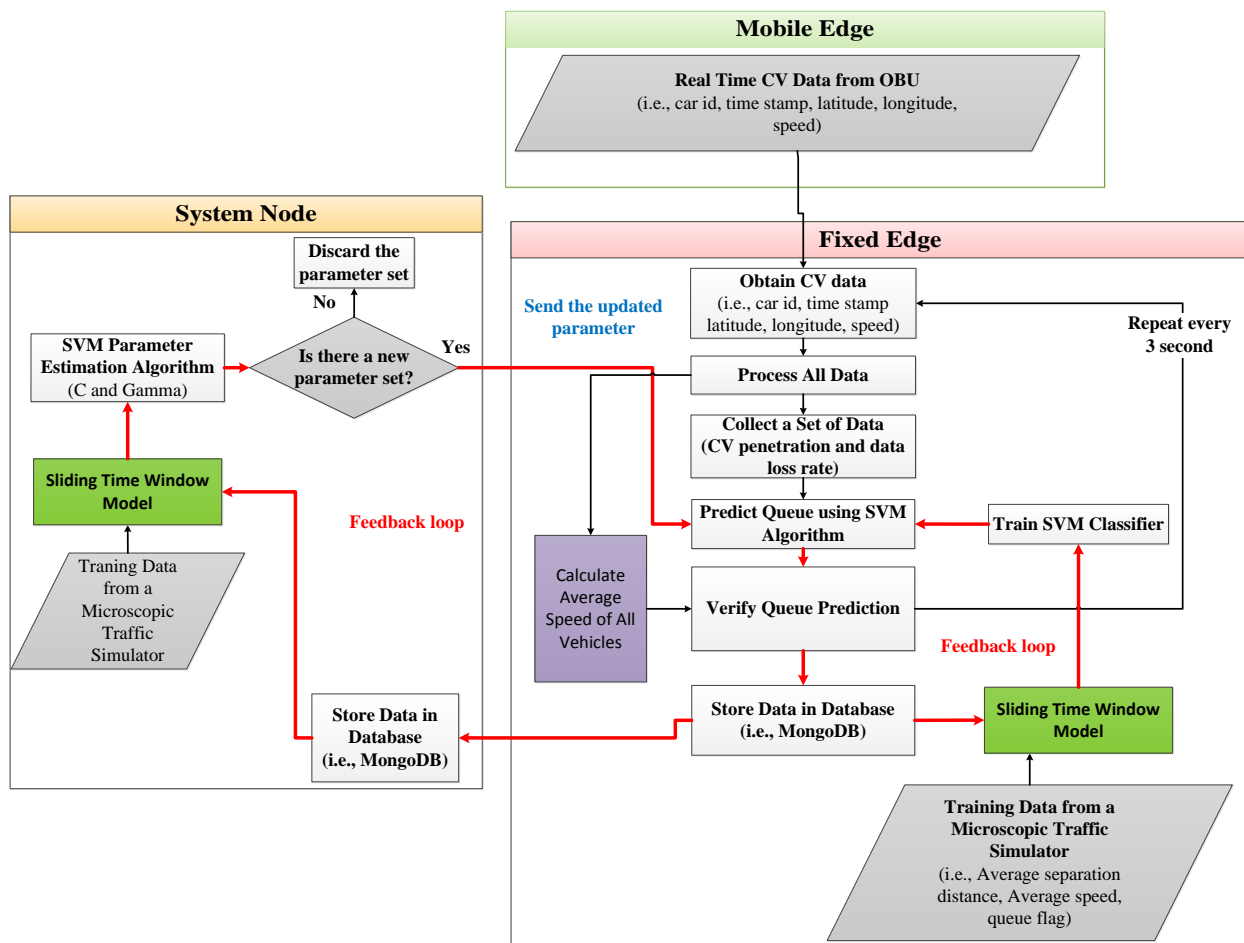 Mobile Edge
Real Time CV Data from OBU
(i.e., car id, time stamp, latitude, longitude,
speed)
System Node
Discard the
parameter set
No
SVM Parameter
Estimation Algorithm
(C and Gamma)
Is there a new
parameter set?
Yes
Sliding Time Window
Model
Traning Data
from a
Microscopic
Traffic
Simulator
Feedback loop
Store Data in
Database
(i.e., MongoDB)
Fixed Edge
Send the updated
parameter
Obtain CV data
(i.e., car id, time stamp
latitude, longitude, speed)
Repeat every
3 second
Process All Data
Collect a Set of Data
(CV penetration and data
loss rate)
Predict Queue using SVM
Algorithm
Train SVM Classifier
Calculate
Average
Speed of All
Vehicles
Verify Queue Prediction
Feedback loop
Store Data in Database
(i.e., MongoDB)
Sliding Time Window
Model
Training Data from a
Microscopic Traffic
Simulator
(i.e., Average separation
distance, Average speed,
queue flag)